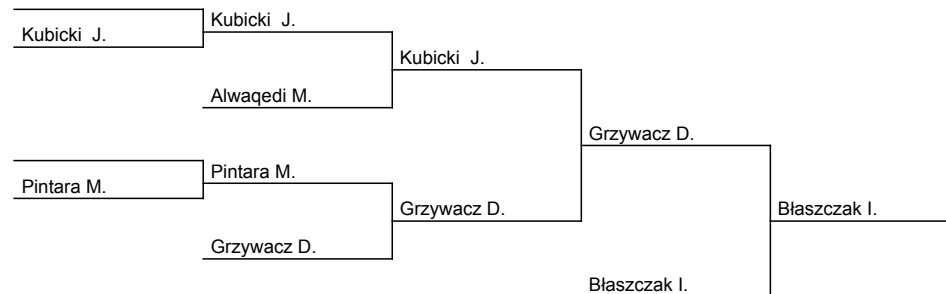 Kubicki J.
Kubicki J.
Kubicki J.
Alwaqedi M.
Grzywacz D.
Pintara M.
Pintara M.
Grzywacz D.
Błaszczak I.
Grzywacz D.
Błaszczak I.